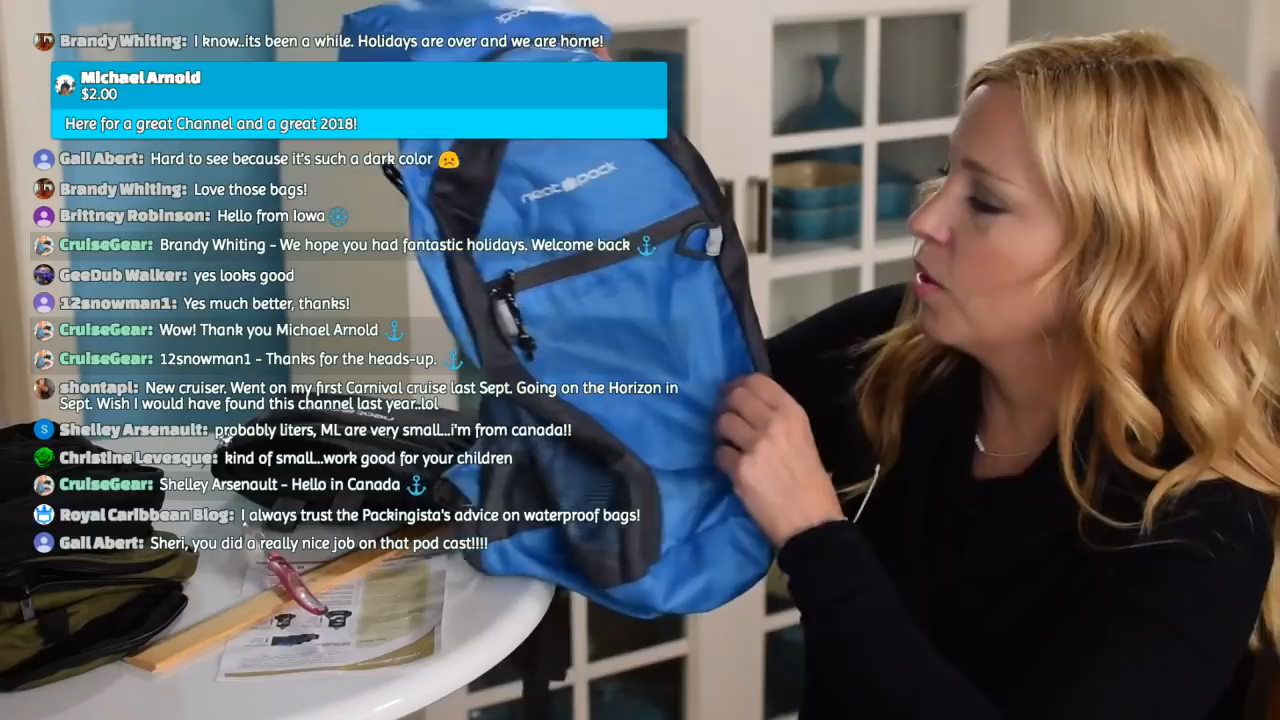 Brandy Whiting: I know..its been a while. Holidays are over and we are home!
Michael Arnold
$2.00
Here for a great Channel and a great 2018!
Gail Abert: Hard to see because it's such a dark color ☹️
Brandy Whiting: Love those bags!
neatpack
Brittney Robinson: Hello from Iowa
CruiseGear: Brandy Whiting - We hope you had fantastic holidays. Welcome back ⚓
GeeDub Walker: yes looks good
12snowman1: Yes much better, thanks!
CruiseGear: Wow! Thank you Michael Arnold ⚓
CruiseGear: 12snowman1 - Thanks for the heads-up. ⚓
shontapl: New cruiser. Went on my first Carnival cruise last Sept. Going on the Horizon in
Sept. Wish I would have found this channel last year..lol
Shelley Arsenault: probably liters, ML are very small...i'm from canada!!
Christine Levesque: kind of small...work good for your children
CruiseGear: Shelley Arsenault - Hello in Canada ⚓
Royal Caribbean Blog: I always trust the Packingista's advice on waterproof bags!
Gail Abert: Sheri, you did a really nice job on that pod cast!!!!